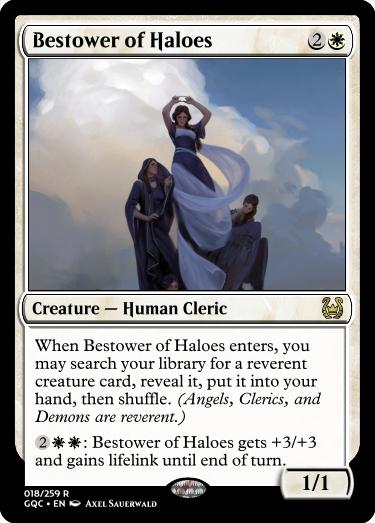 Bestower of Haloes 2
Creature — Human Cleric
When Bestower of Haloes enters, you
may search your library for a reverent
creature card, reveal it, put it into your
hand, then shuffle. (Angels, Clerics, and
Demons are reverent.)
2: Bestower of Haloes gets +3/+3
and gains lifelink until end of turn.
1/1
018/259 R
GQC • EN Axel Sauerwald